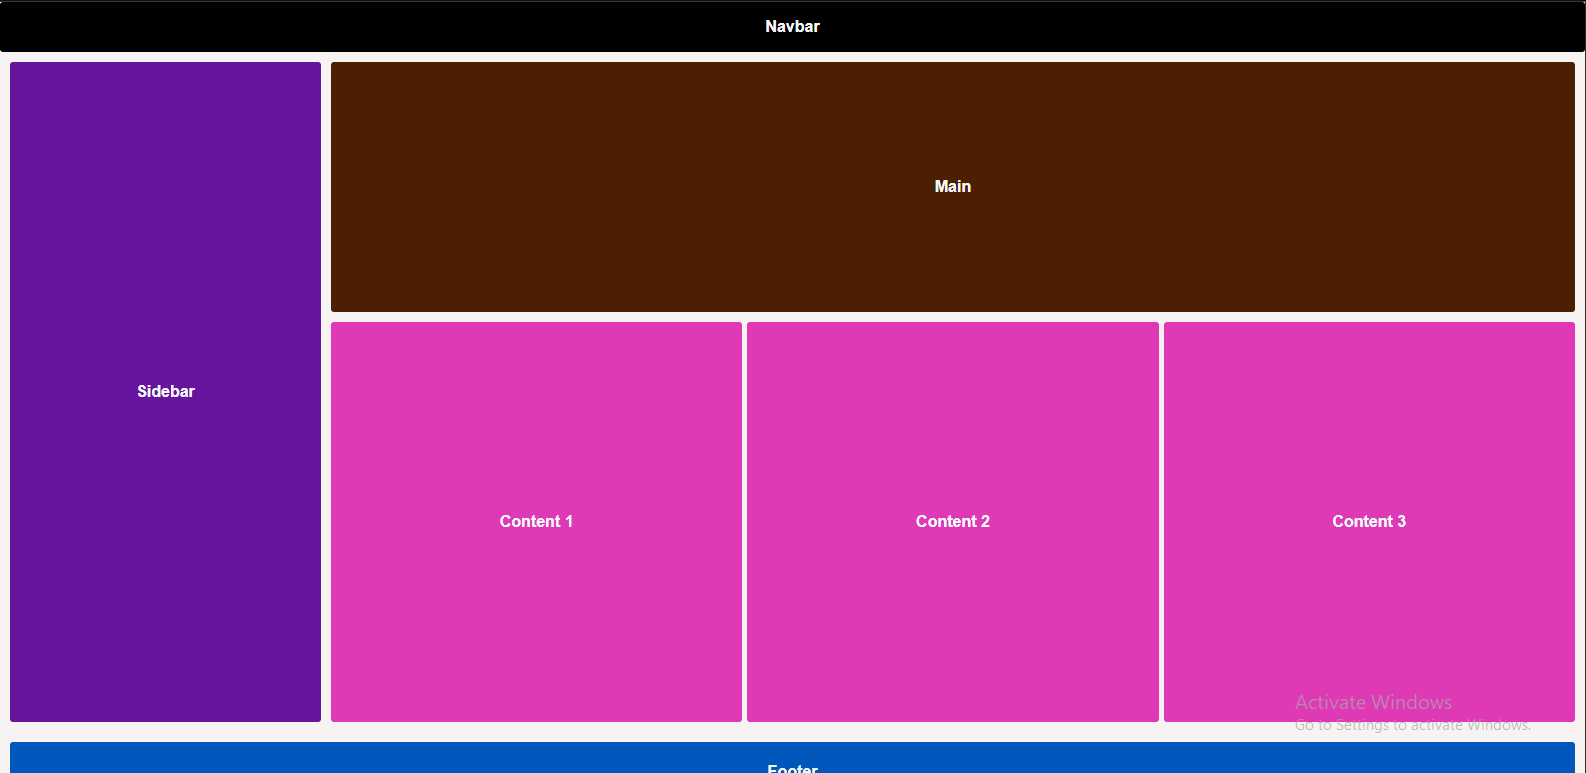 Navbar
Main
Sidebar
Content 1
Content 2
Content 3
Activate Windows
Go to Settings to activate Windows.
Footer